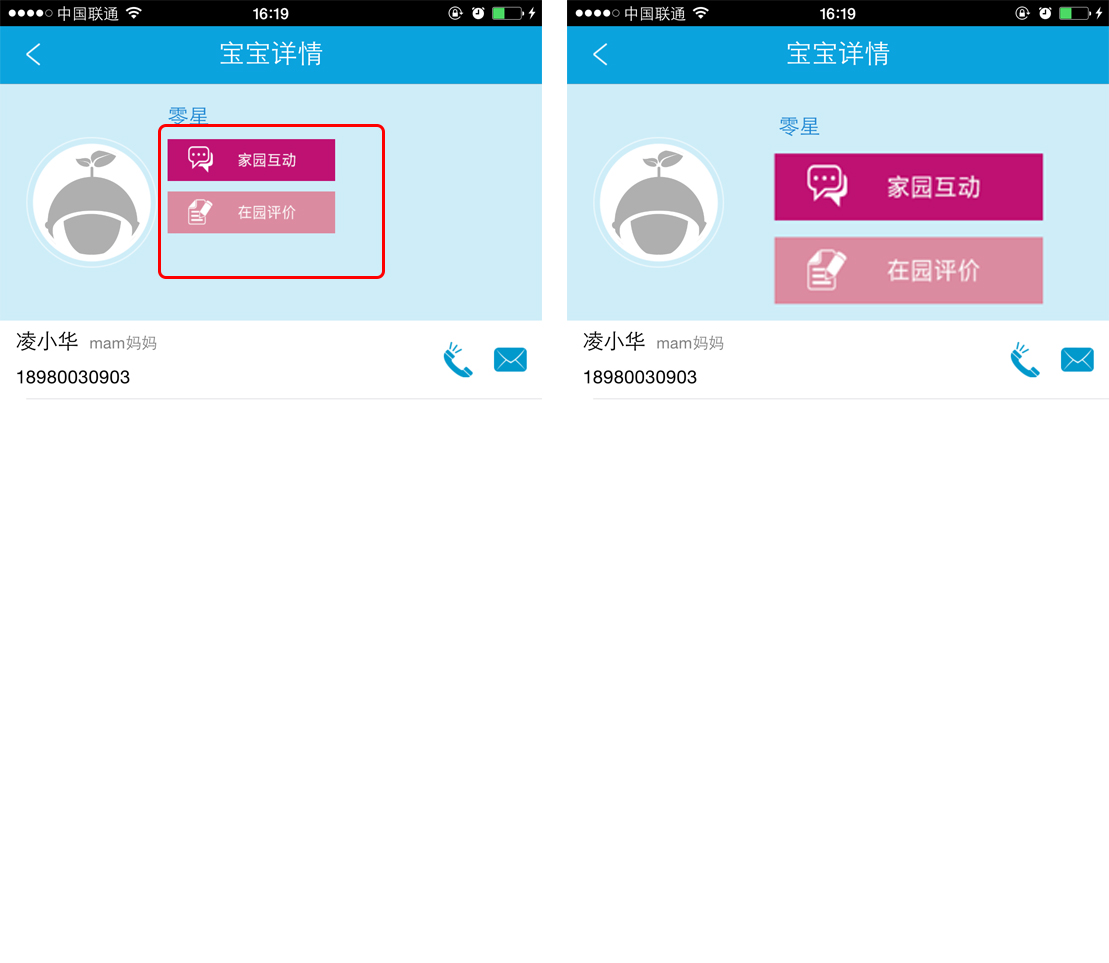 中国联通 16:19
宝宝详情
零星
家园互动
在园评价
凌小华 mam妈妈
18980030903
中国联通 16:19
宝宝详情
零星
家园互动
在园评价
凌小华 mam妈妈
18980030903